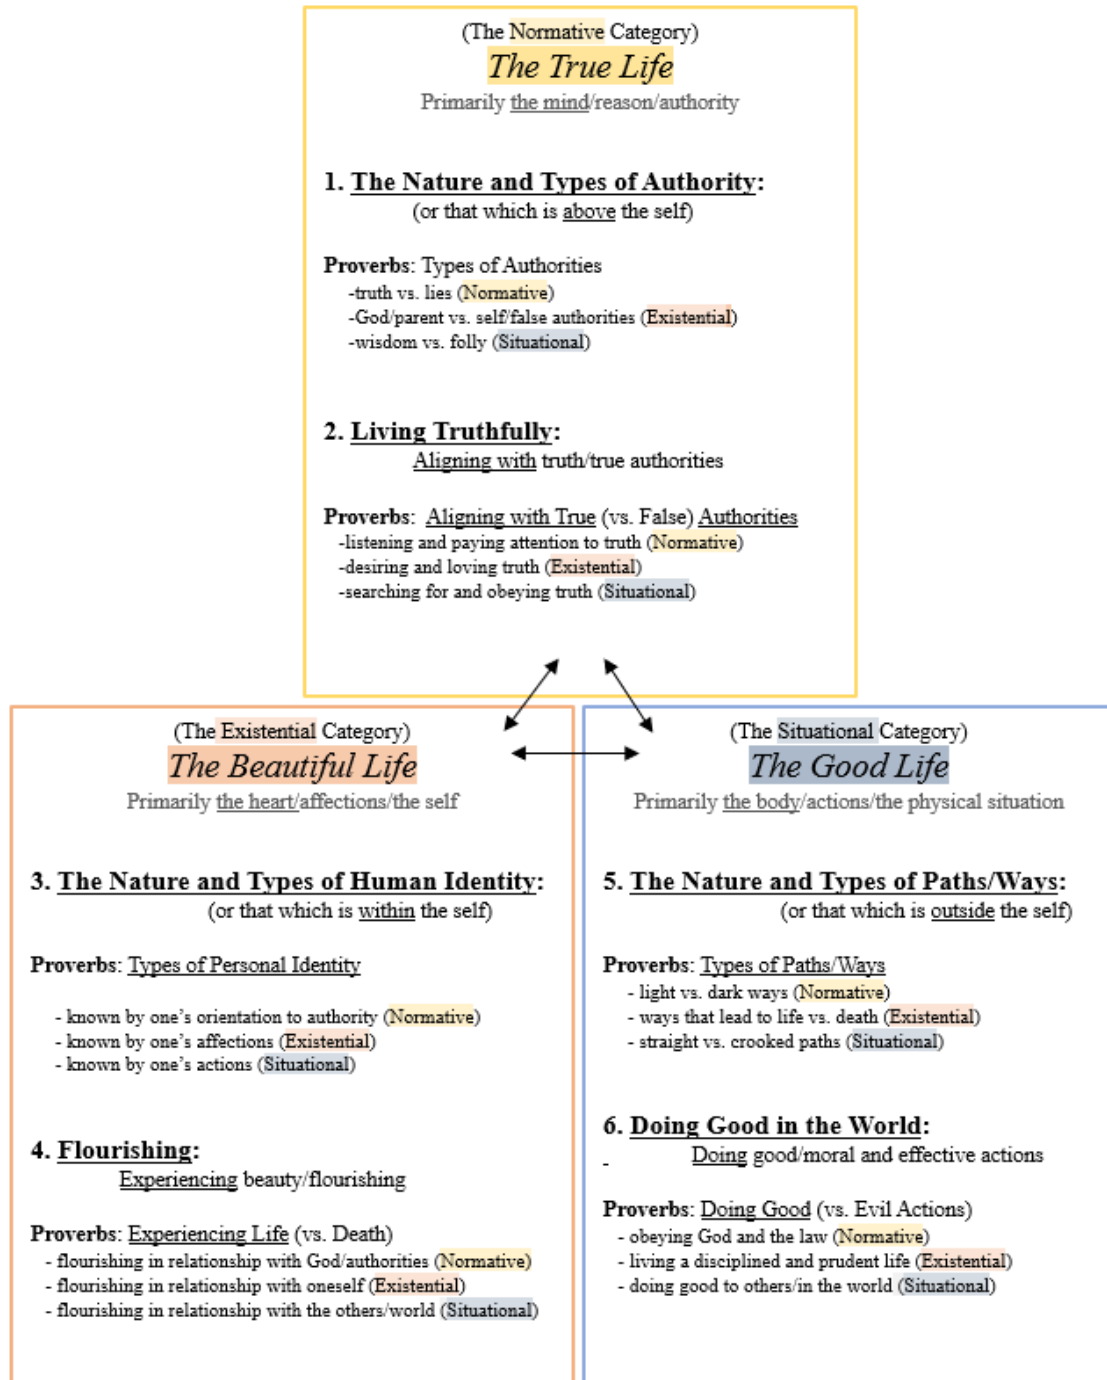 (The Normative Category)
The True Life
Primarily the mind/reason/authority
1. The Nature and Types of Authority:
(or that which is above the self)
Proverbs: Types of Authorities
-truth vs. lies (Normative)
-God/parent vs. self/false authorities (Existential)
-wisdom vs. folly (Situational)
2. Living Truthfully:
Aligning with truth/true authorities
Proverbs: Aligning with True (vs. False) Authorities
-listening and paying attention to truth (Normative)
-desiring and loving truth (Existential)
-searching for and obeying truth (Situational)
(The Existential Category)
The Beautiful Life
Primarily the heart/affections/the self
3. The Nature and Types of Human Identity:
(or that which is within the self)
Proverbs: Types of Personal Identity
- known by one's orientation to authority (Normative)
- known by one's affections (Existential)
- known by one's actions (Situational)
4. Flourishing:
Experiencing beauty/flourishing
Proverbs: Experiencing Life (vs. Death)
- flourishing in relationship with God/authorities (Normative)
- flourishing in relationship with oneself (Existential)
- flourishing in relationship with the others/world (Situational)
(The Situational Category)
The Good Life
Primarily the body/actions/the physical situation
5. The Nature and Types of Paths/Ways:
(or that which is outside the self)
Proverbs: Types of Paths/Ways
- light vs. dark ways (Normative)
- ways that lead to life vs. death (Existential)
- straight vs. crooked paths (Situational)
6. Doing Good in the World:
- Doing good/moral and effective actions
Proverbs: Doing Good (vs. Evil Actions)
- obeying God and the law (Normative)
- living a disciplined and prudent life (Existential)
- doing good to others/in the world (Situational)